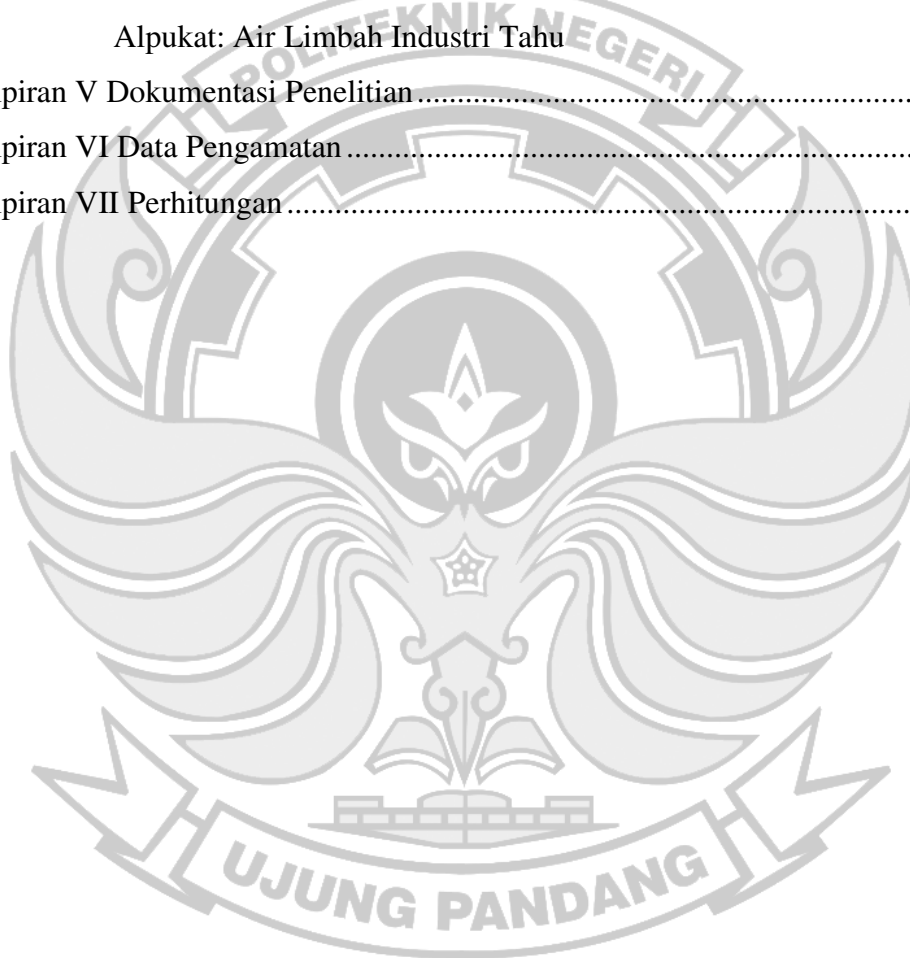 POLITEKNIK NEGERI
Alpukat: Air Limbah Industri Tahu
piran V Dokumentasi Penelitian
piran VI Data Pengamatan
piran VII Perhitungan
UJUNG PANDANG